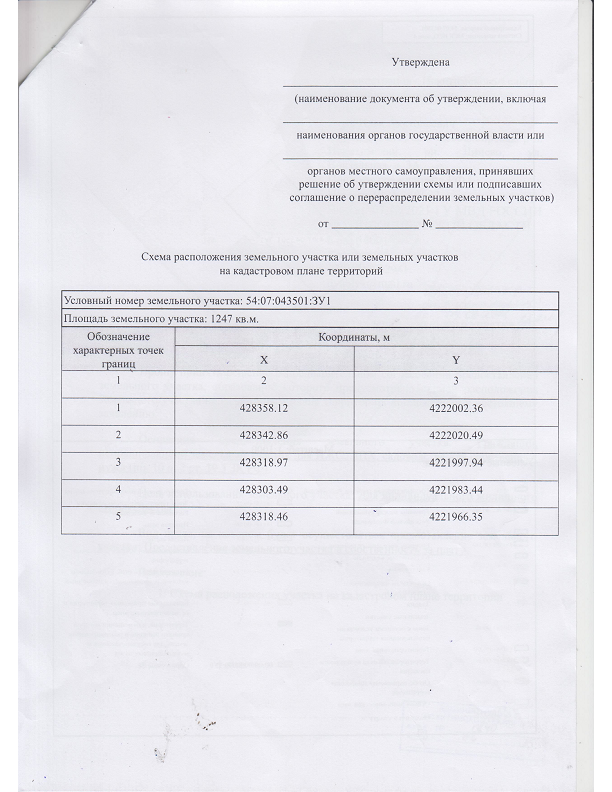 Утверждена
(наименование документа об утверждении, включая
наименования органов государственной власти или
органов местного самоуправления, принявших
решение об утверждении схемы или подписавших
соглашение о перераспределении земельных участков)
от ______________ № ______________
Схема расположения земельного участка или земельных участков
на кадастровом плане территорий
Условный номер земельного участка: 54:07:043501:ЗУ1
Площадь земельного участка: 1247 кв.м.
Обозначение характерных точек границ
Координаты, м
X Y
1 2 3
1 428358.12 4222002.36
2 428342.86 4222020.49
3 428318.97 4221997.94
4 428303.49 4221983.44
5 428318.46 4221966.35